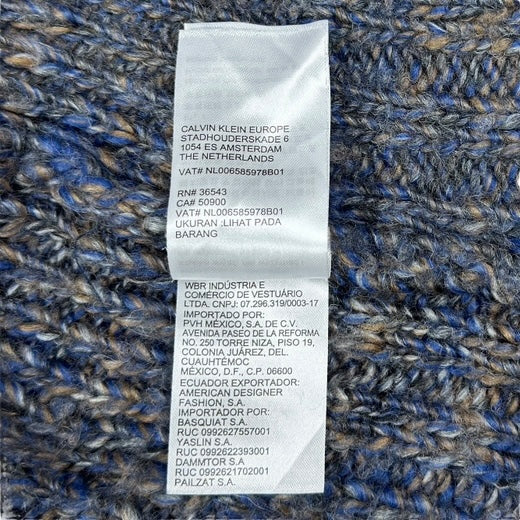 CALVIN KLEIN EUROPE
STADHOUDERSKADE 6
1054 ES AMSTERDAM
THE NETHERLANDS
VAT# NL006585978B01
RN# 36543
CA# 50900
VAT# NL006585978B01
UKURAN :LIHAT PADA
BARANG
WBR INDÚSTRIA E
COMÉRCIO DE VESTUÁRIO
LTDA. CNPJ: 07.296.319/0003-17
IMPORTADO POR:
PVH MÉXICO, S.A. DE C.V.
AVENIDA PASEO DE LA REFORMA
NO. 250 TORRE NIZA, PISO 19,
COLONIA JUÁREZ, DEL.
CUAUHTÉMOC
MÉXICO, D.F., C.P. 06600
ECUADOR EXPORTADOR:
AMERICAN DESIGNER
FASHION, S.A.
IMPORTADOR POR:
BASQUIAT S.A.
RUC 0992627557001
YASLIN S.A.
RUC 0992622393001
DAMMTOR S.A.
RUC 0992621702001
PAILZAT S.A.